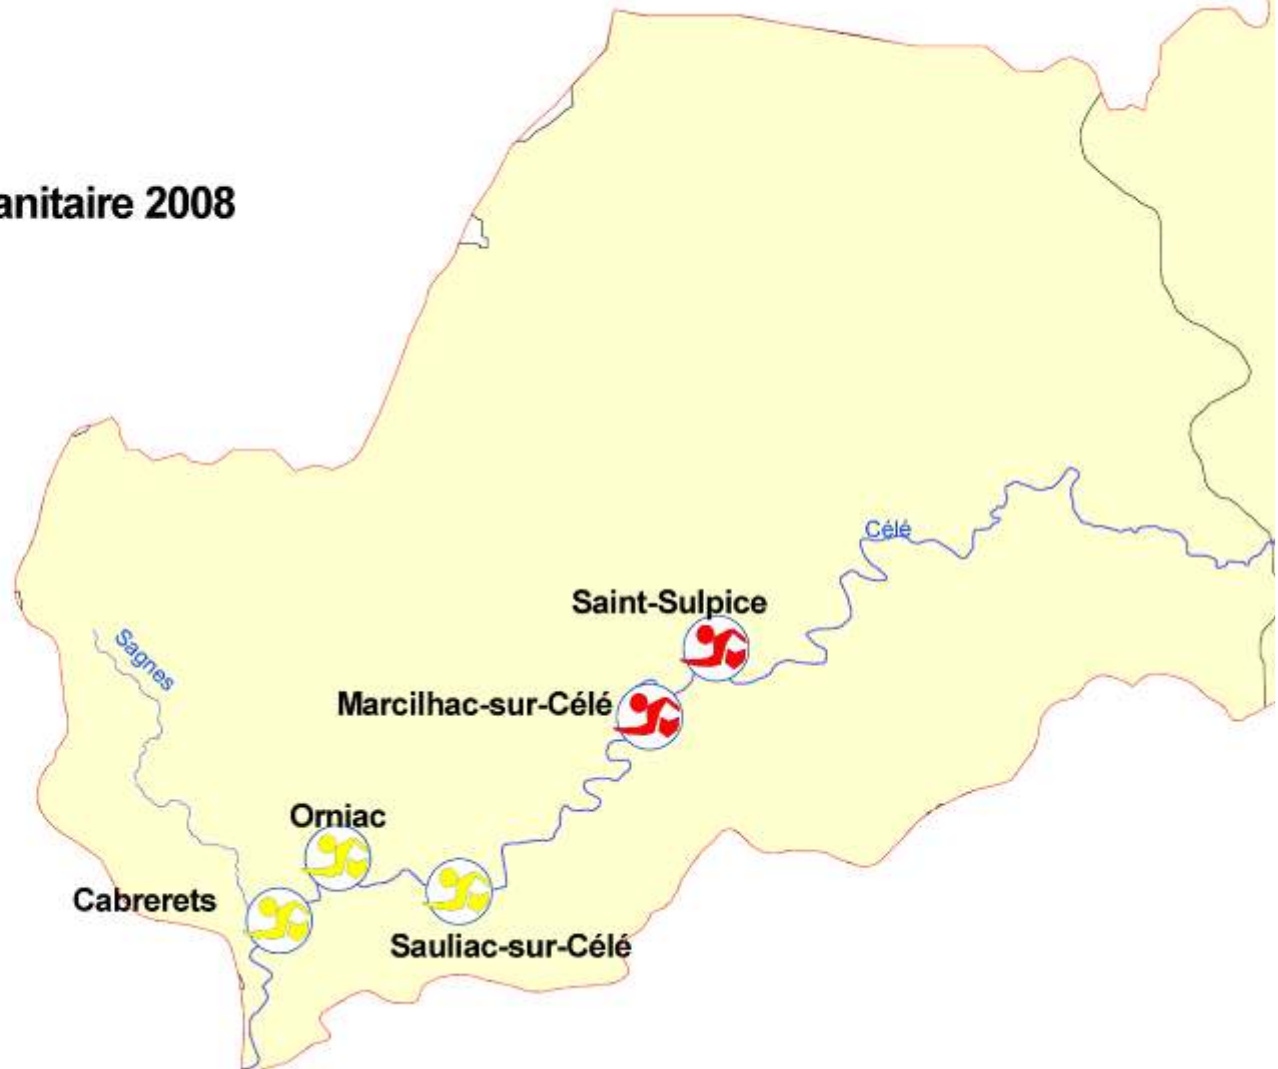 anitaire 2008
Célé
Saint-Sulpice
Sagnes
Marcilhac-sur-Célé
Orniac
Cabrerets
Sauliac-sur-Célé